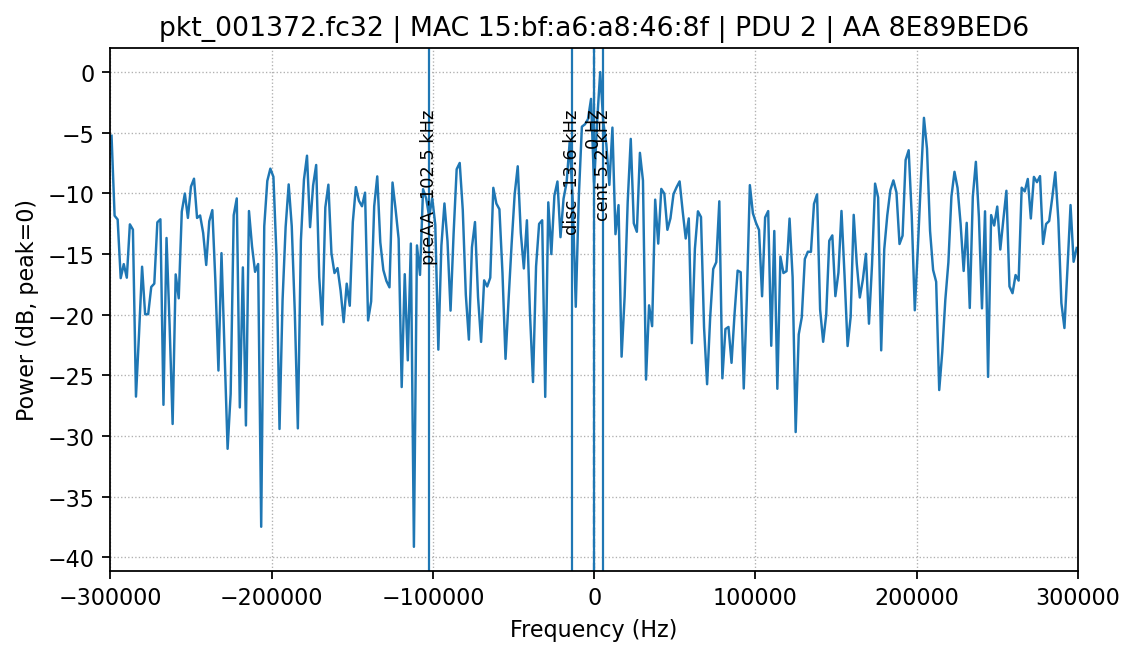 pkt_001372.fc32 | MAC 15:bf:a6:a8:46:8f | PDU 2 | AA 8E89BED6
Power (dB, peak=0)
0
−5
−10
−15
−20
−25
−30
−35
−40
preAA -102.5 kHz
disc -13.6 kHz
0 Hz
cent 5.2 kHz
−300000
−200000
−100000
0
100000
200000
300000
Frequency (Hz)